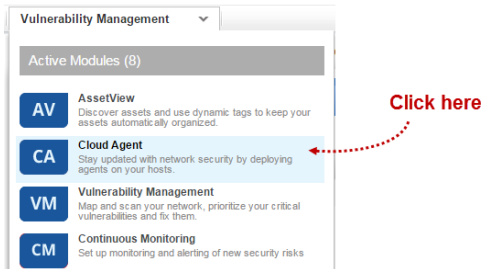 Vulnerability Management
Active Modules (8)
AV
AssetView
Discover assets and use dynamic tags to keep your
assets automatically organized.
Click here
CA
Cloud Agent
Stay updated with network security by deploying
agents on your hosts.
VM
Vulnerability Management
Map and scan your network, prioritize your critical
vulnerabilities and fix them.
CM
Continuous Monitoring
Set up monitoring and alerting of new security risks